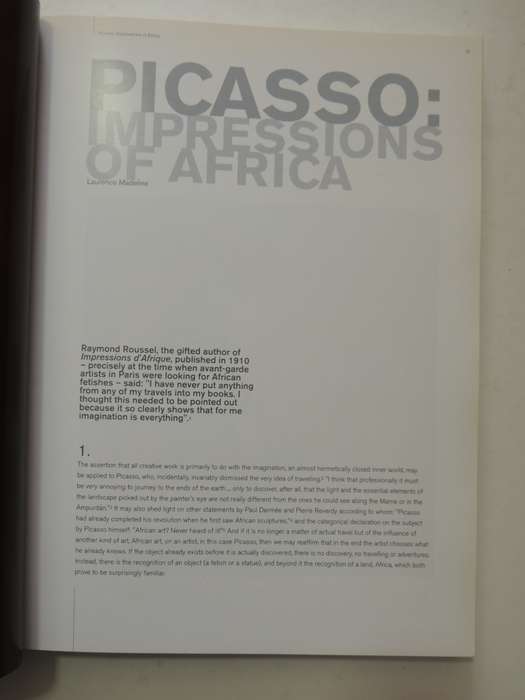 PICASSO:
IMPRESSIONS
OF AFRICA
Laurence Madeline
Raymond Roussel, the gifted author of
Impressions d'Afrique, published in 1910
– precisely at the time when avant-garde
artists in Paris were looking for African
fetishes – said: "I have never put anything
from any of my travels into my books. I
thought this needed to be pointed out
because it so clearly shows that for me
imagination is everything".
1.
The assertion that all creative work is primarily to do with the imagination, an almost hermetically closed inner world, may
be applied to Picasso, who, incidentally, invariably dismissed the very idea of travelling: "I think that professionally it must
be very annoying to journey to the ends of the earth ... only to discover, after all, that the light and the essential elements of
the landscape picked out by the painter's eye are not really different from the ones he could see along the Marne or in the
Ampurdán." It may also shed light on other statements by Paul Dermée and Pierre Reverdy according to whom: "Picasso
had already completed his revolution when he first saw African sculptures," and the categorical declaration on the subject
by Picasso himself: "African art? Never heard of it!" And if it is no longer a matter of actual travel but of the influence of
another kind of art, African art, on an artist, in this case Picasso, then we may reaffirm that in the end the artist chooses what
he already knows. If the object already exists before it is actually discovered, there is no discovery, no travelling or adventures.
Instead, there is the recognition of an object (a fetish or a statue), and beyond it the recognition of a land, Africa, which both
prove to be surprisingly familiar.